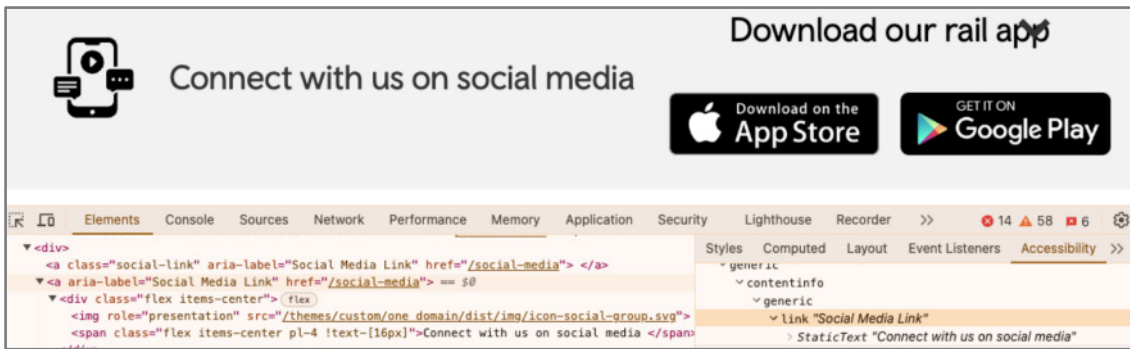 Download our rail app
Connect with us on social media
Download on the
App Store
GET IT ON
Google Play
Elements Console Sources Network Performance Memory Application Security Lighthouse Recorder >> 14 58 6
<div>
<a class="social-link" aria-label="Social Media Link" href="/social-media"> </a>
<a aria-label="Social Media Link" href="/social-media"> == $0
<div class="flex items-center"> flex
<img role="presentation" src="/themes/custom/one_domain/dist/img/icon-social-group.svg">
<span class="flex items-center pl-4 !text-[16px]">Connect with us on social media </span>
Styles Computed Layout Event Listeners Accessibility >>
generic
contentinfo
generic
link "Social Media Link"
StaticText "Connect with us on social media"